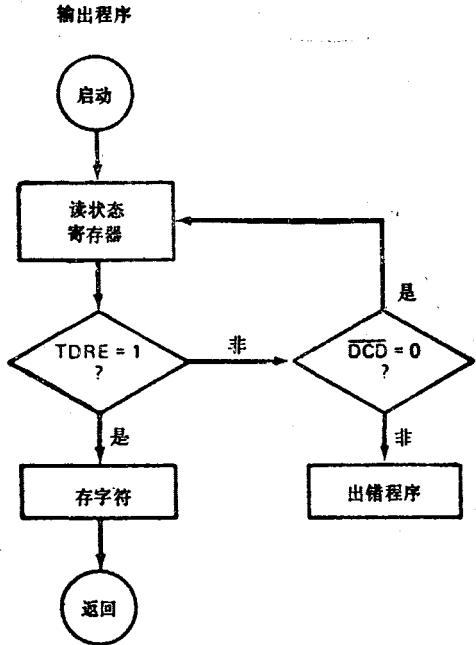 输出程序
启动
读状态
寄存器
TDRE = 1
?
非
D̅C̅D̅ = 0
?
是
是
非
存字符
出错程序
返回